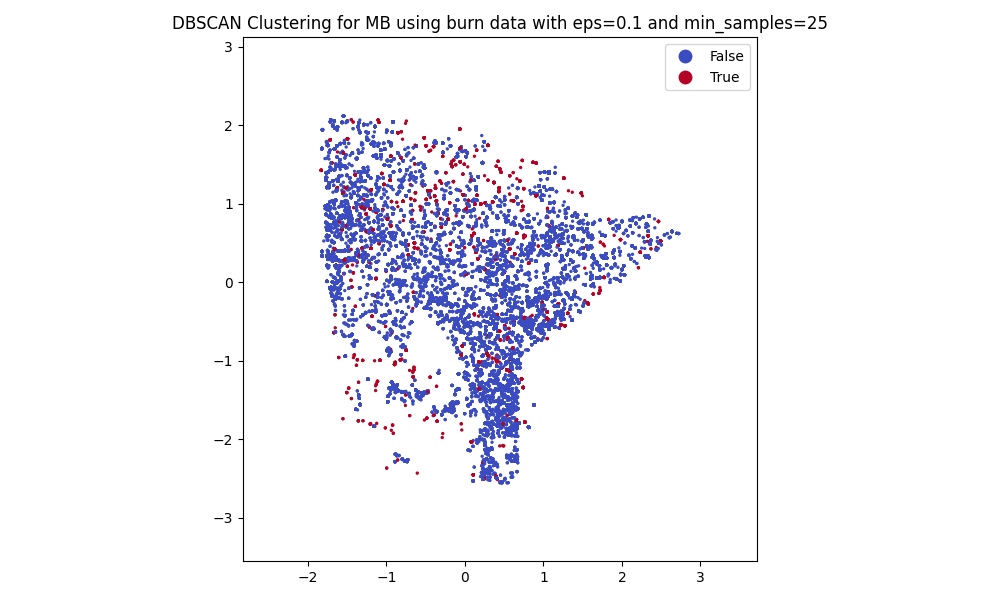 DBSCAN Clustering for MB using burn data with eps=0.1 and min_samples=25
False
True
3
2
1
0
−1
−2
−3
−2 −1 0 1 2 3